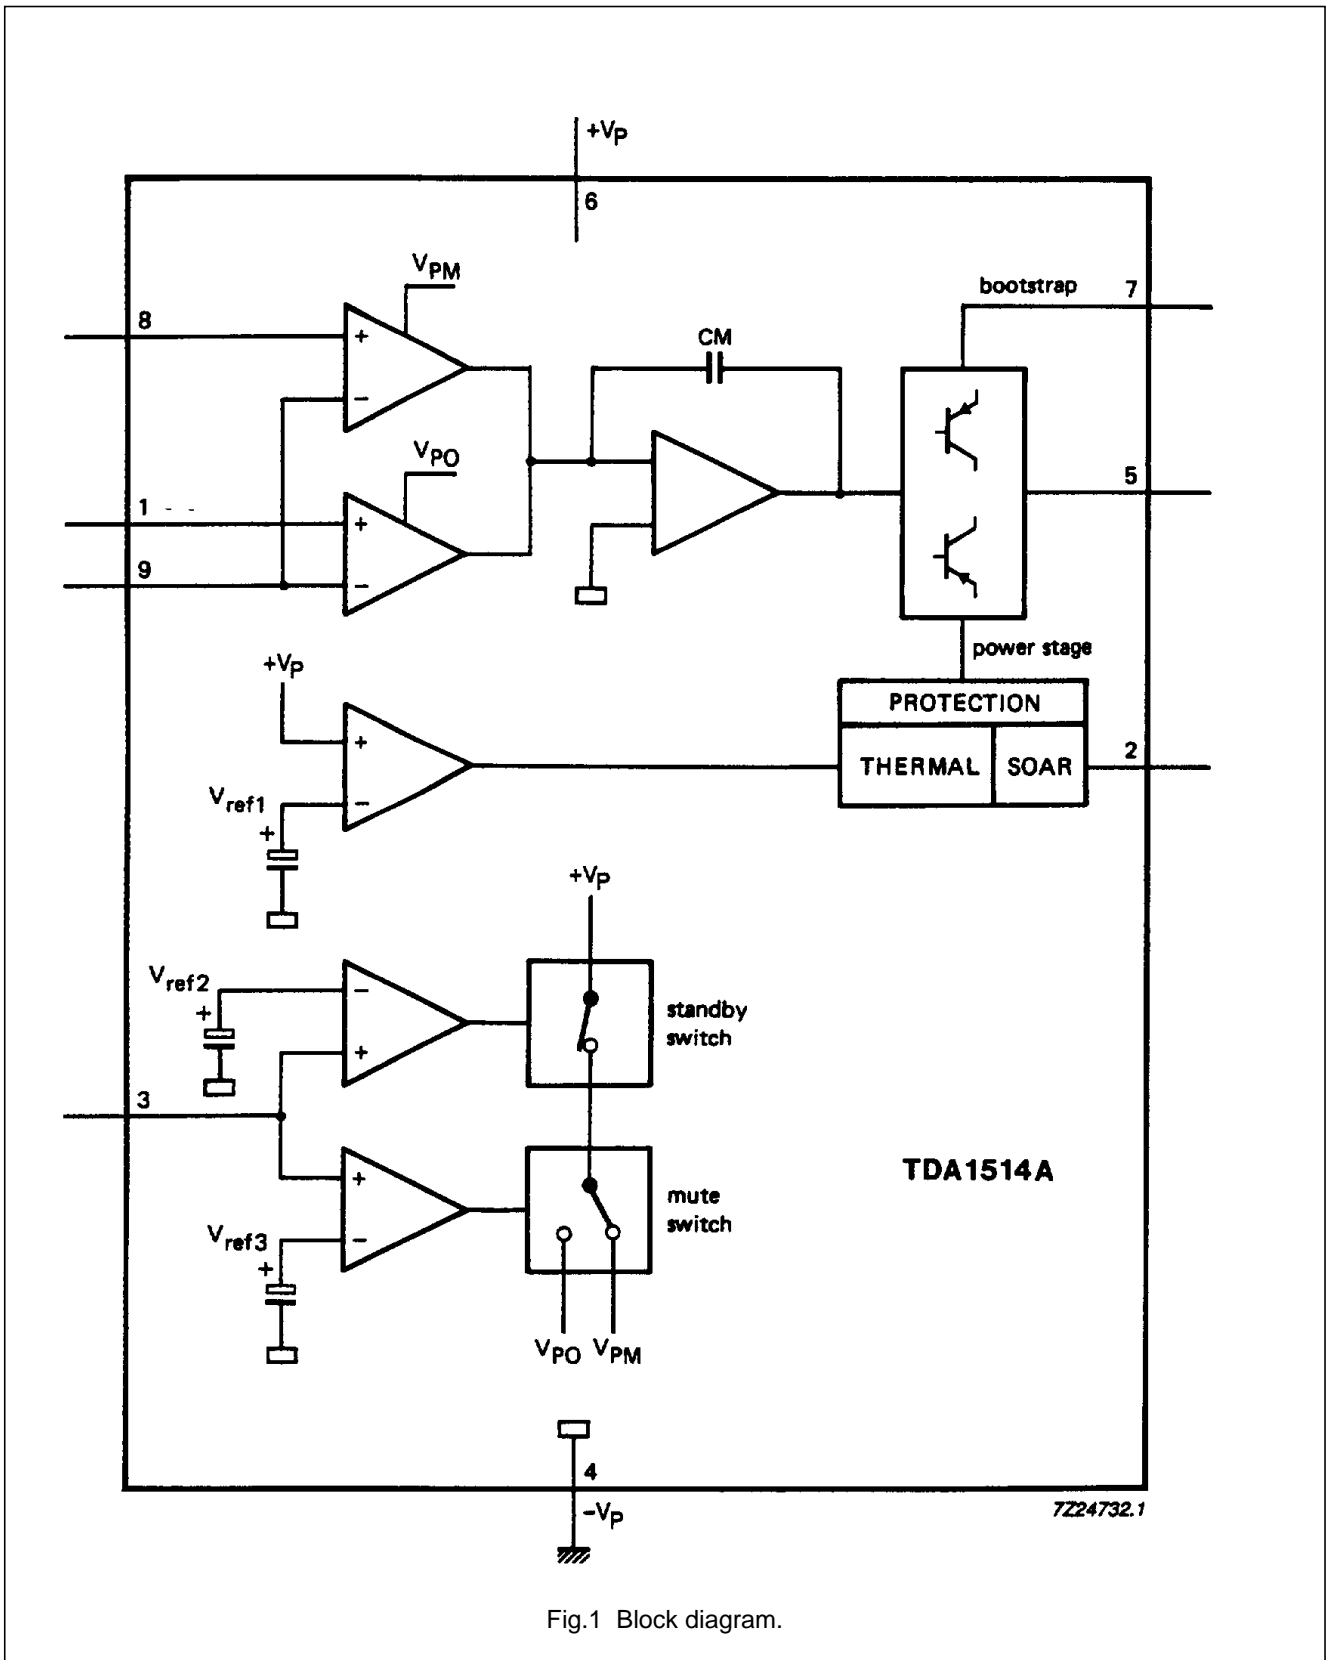 +VP
6
VPM
bootstrap 7
8
+
CM
−
VPO
5
1
+
9
−
power stage
+VP
PROTECTION
+
THERMAL SOAR 2
Vref1
−
+
+VP
Vref2
−
+
standby
switch
+
3
TDA1514A
+
mute
switch
Vref3
−
+
VPO VPM
4
−VP
7Z24732.1
Fig.1 Block diagram.